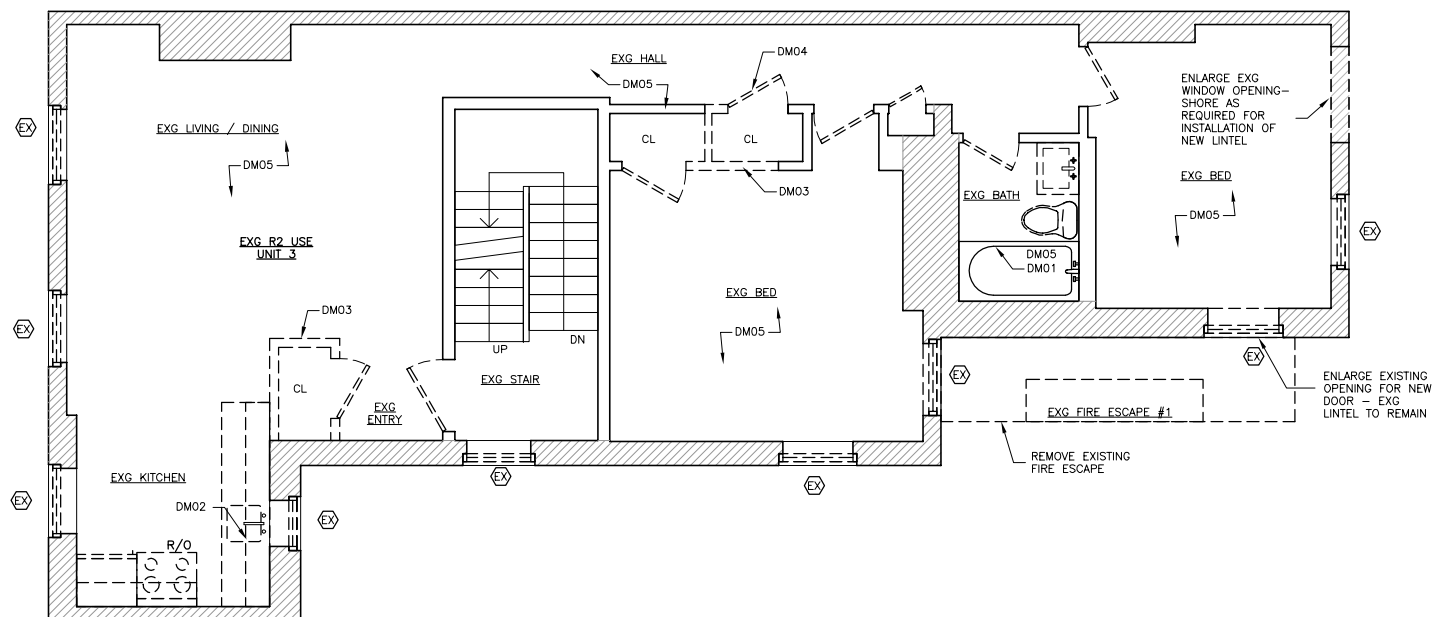 EXG HALL
DM05
DM04
ENLARGE EXG
WINDOW OPENING-
SHORE AS
REQUIRED FOR
INSTALLATION OF
NEW LINTEL
EX
EXG LIVING / DINING
DM05
CL
CL
DM03
EXG BATH
DM05
DM01
EXG BED
DM05
EX
EXG R2 USE
UNIT 3
EX
DM03
CL
UP
DN
EXG STAIR
EXG
ENTRY
EXG BED
DM05
EX
EX
EXG FIRE ESCAPE #1
ENLARGE EXISTING
OPENING FOR NEW
DOOR - EXG
LINTEL TO REMAIN
REMOVE EXISTING
FIRE ESCAPE
EXG KITCHEN
EX
DM02
R/O
EX
EX
EX